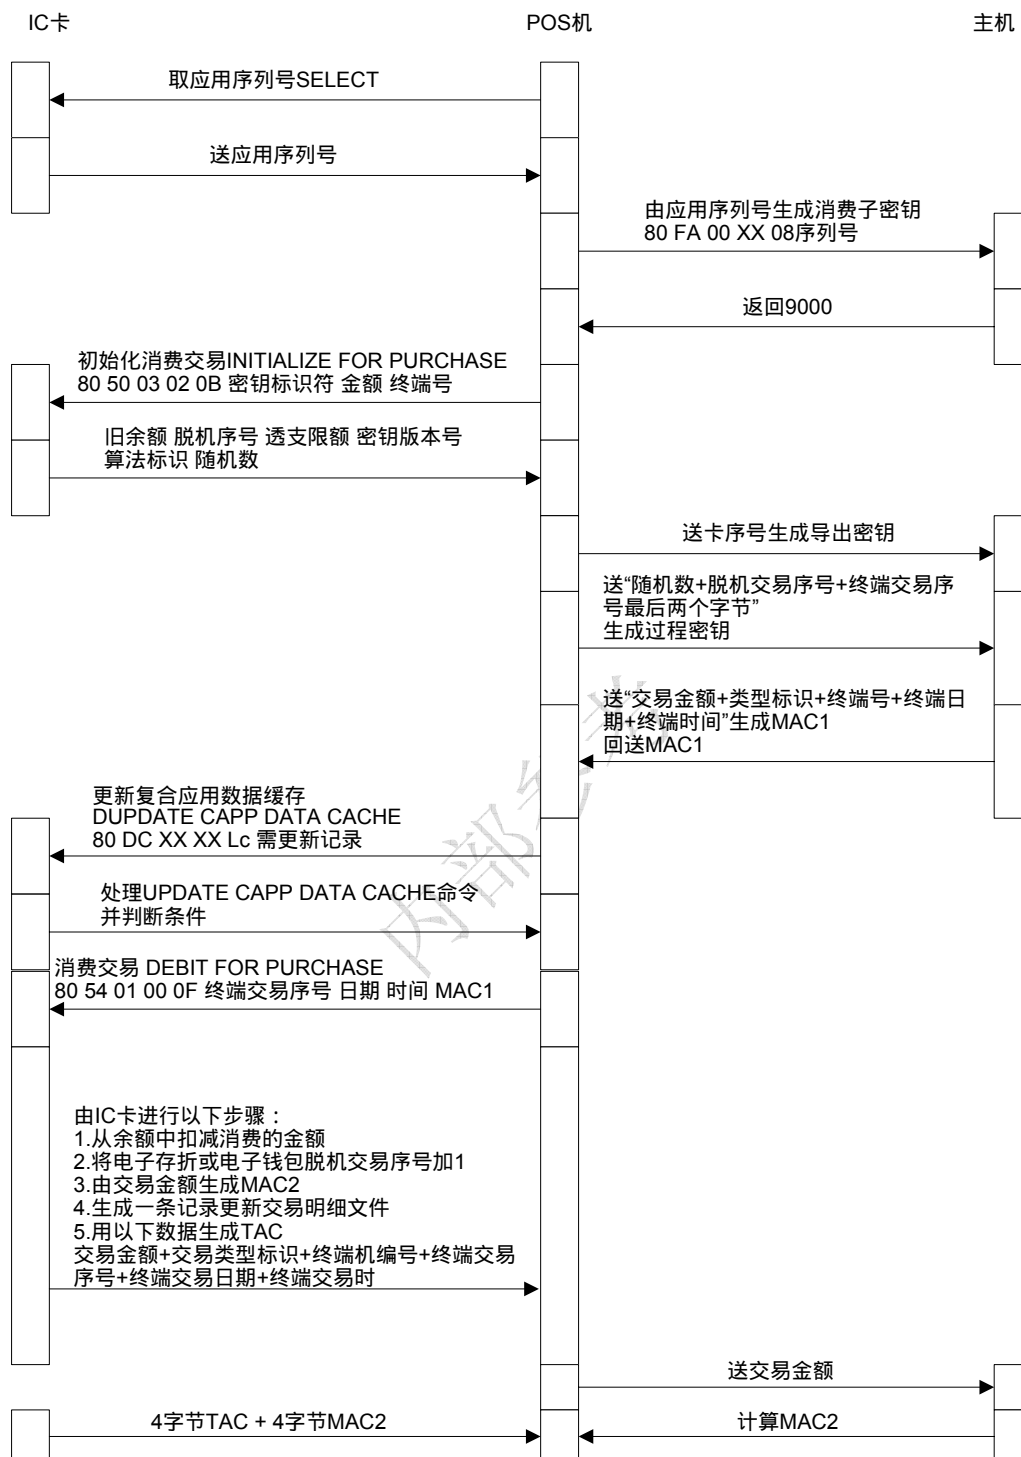 IC卡
POS机
主机
取应用序列号SELECT
送应用序列号
由应用序列号生成消费子密钥
80 FA 00 XX 08序列号
返回9000
初始化消费交易INITIALIZE FOR PURCHASE
80 50 03 02 0B 密钥标识符 金额 终端号
旧余额 脱机序号 透支限额 密钥版本号
算法标识 随机数
送卡序号生成导出密钥
送“随机数+脱机交易序号+终端交易序
号最后两个字节”
生成过程密钥
送“交易金额+类型标识+终端号+终端日
期+终端时间”生成MAC1
回送MAC1
更新复合应用数据缓存
DUPDATE CAPP DATA CACHE
80 DC XX XX Lc 需更新记录
处理UPDATE CAPP DATA CACHE命令
并判断条件
消费交易 DEBIT FOR PURCHASE
80 54 01 00 0F 终端交易序号 日期 时间 MAC1
由IC卡进行以下步骤：
1.从余额中扣减消费的金额
2.将电子存折或电子钱包脱机交易序号加1
3.由交易金额生成MAC2
4.生成一条记录更新交易明细文件
5.用以下数据生成TAC
交易金额+交易类型标识+终端机编号+终端交易
序号+终端交易日期+终端交易时
送交易金额
4字节TAC + 4字节MAC2
计算MAC2
内部参考